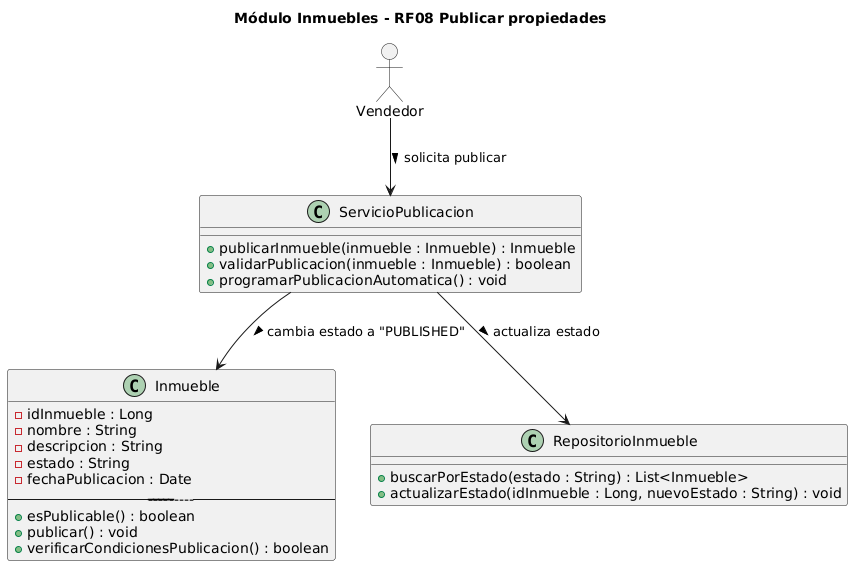 Módulo Inmuebles - RF08 Publicar propiedades
Vendedor
solicita publicar
C ServicioPublicacion
publicarInmueble(inmueble : Inmueble) : Inmueble
validarPublicacion(inmueble : Inmueble) : boolean
programarPublicacionAutomatica() : void
cambia estado a "PUBLISHED"
actualiza estado
C Inmueble
idInmueble : Long
nombre : String
descripcion : String
estado : String
fechaPublicacion : Date
esPublicable() : boolean
publicar() : void
verificarCondicionesPublicacion() : boolean
C RepositorioInmueble
buscarPorEstado(estado : String) : List<Inmueble>
actualizarEstado(idInmueble : Long, nuevoEstado : String) : void